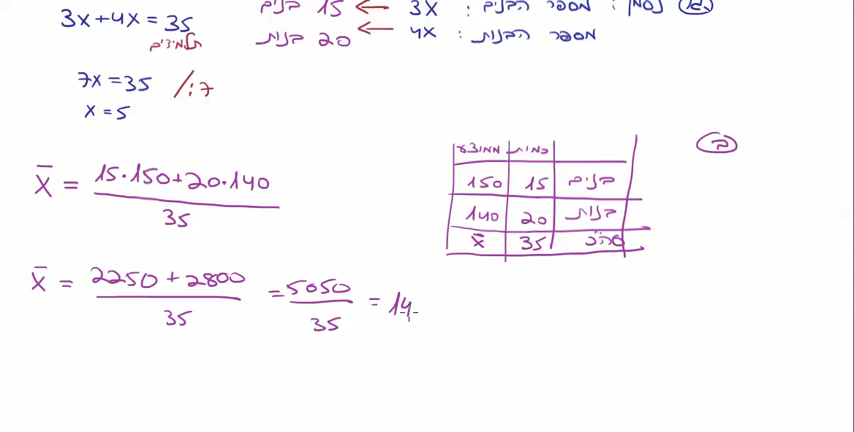 נסמן : מספר הבנים : 3X ← 15 בנים
מספר הבנות : 4X ← 20 בנות
3X+4X=35
תלמידים
7X=35 /:7
X=5
ב
כמות ממוצע
בנים 15 150
בנות 20 140
סה"כ 35 X̄
X̄ = 15·150+20·140 / 35
X̄ = 2250+2800 / 35 = 5050 / 35 = 14